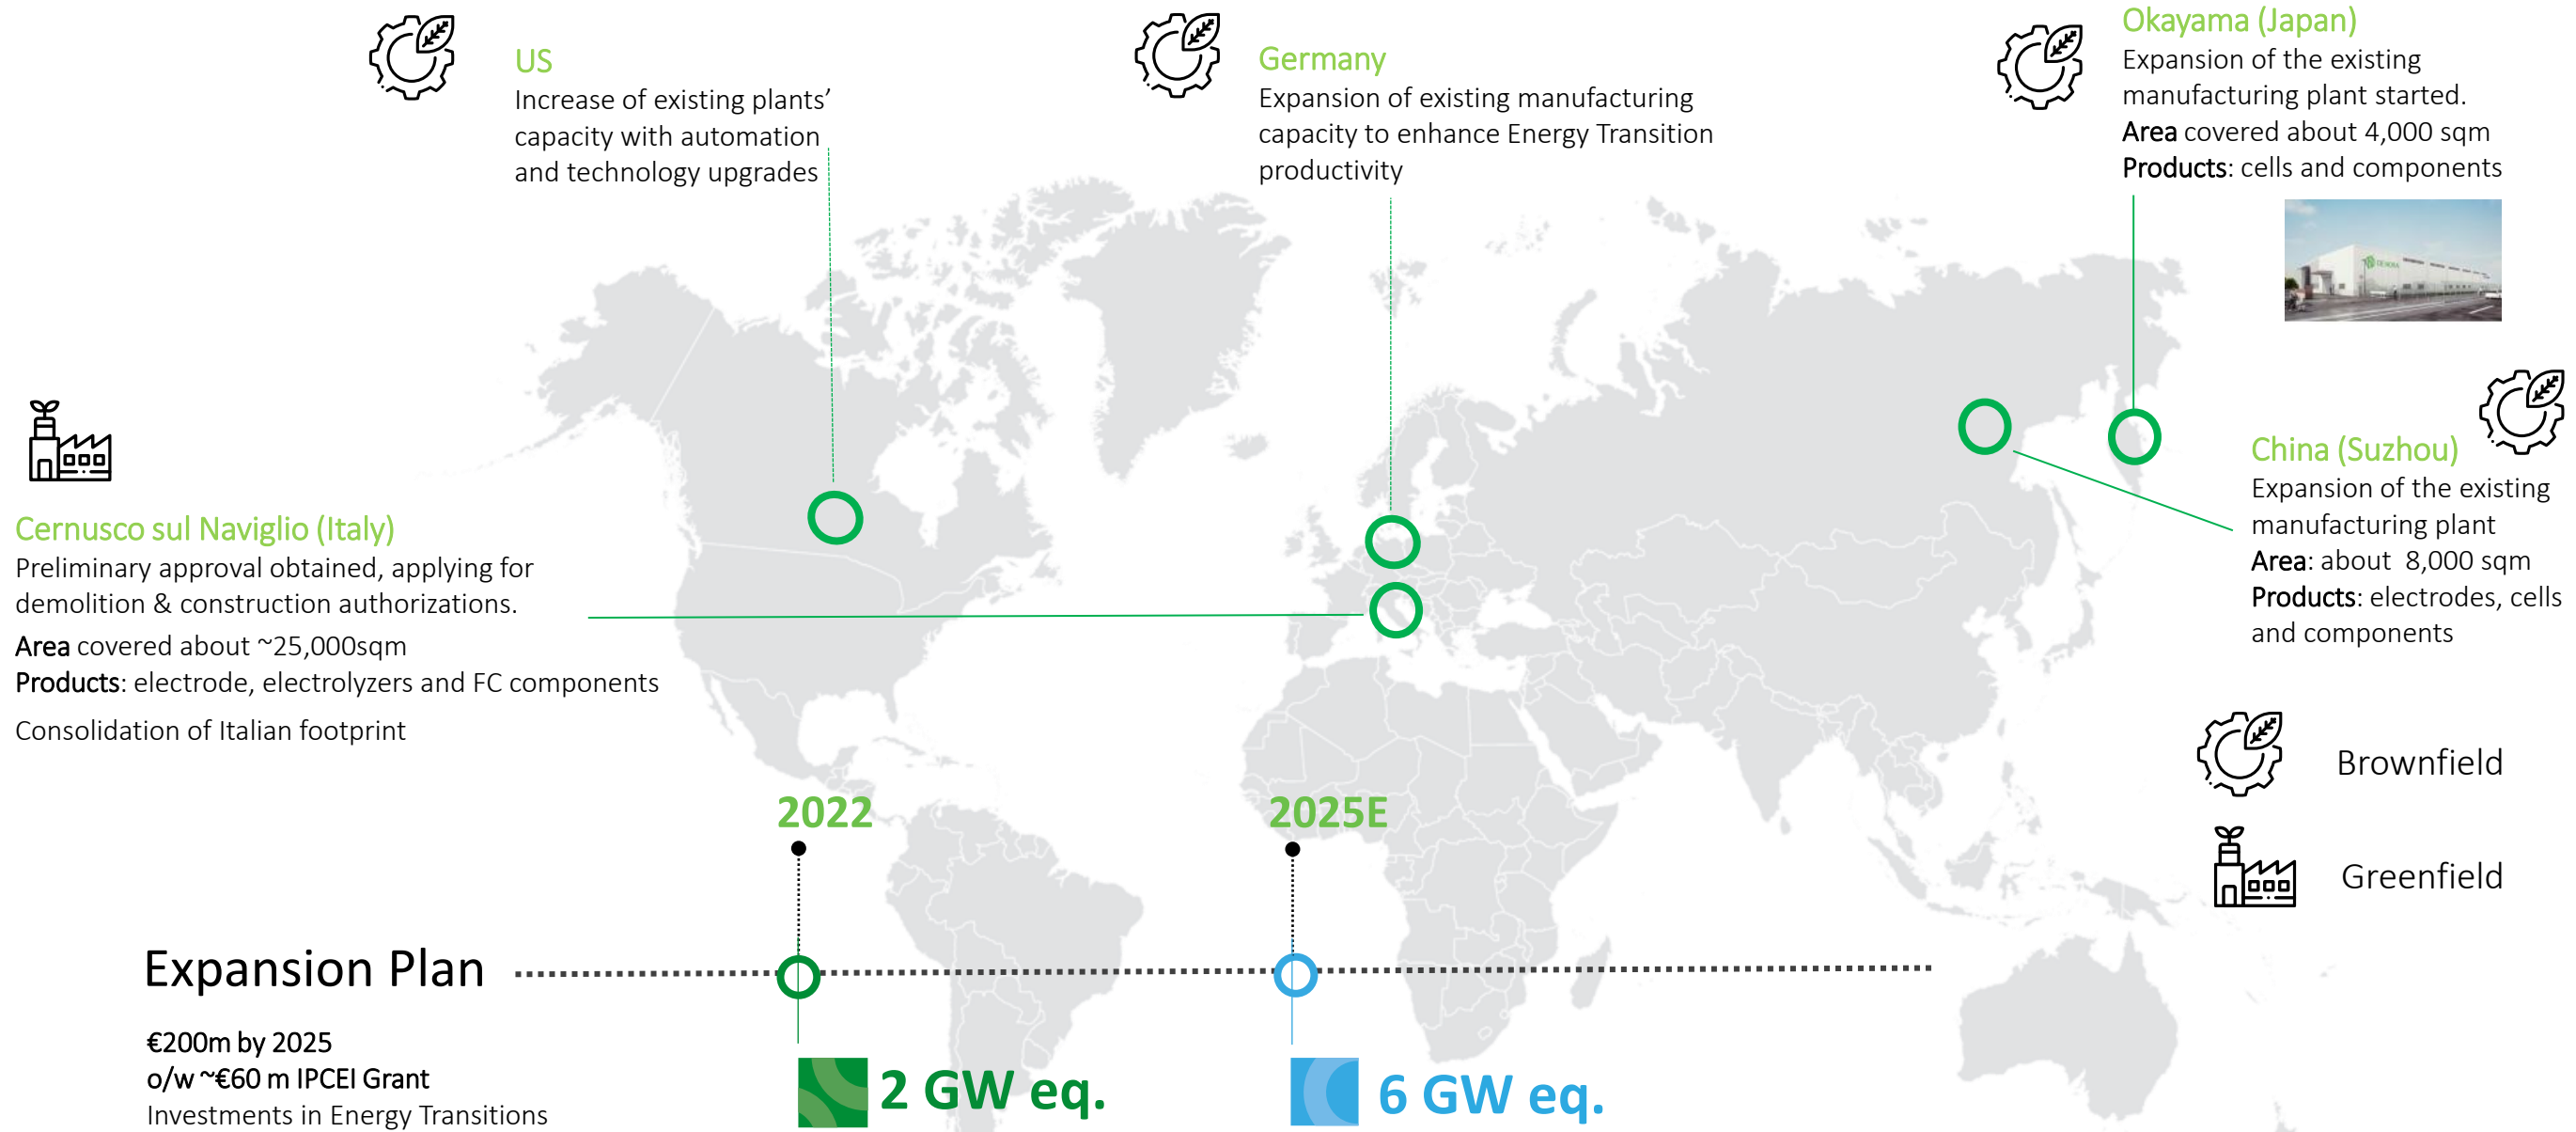 US
Increase of existing plants’
capacity with automation
and technology upgrades
Germany
Expansion of existing manufacturing
capacity to enhance Energy Transition
productivity
Okayama (Japan)
Expansion of the existing
manufacturing plant started.
Area covered about 4,000 sqm
Products: cells and components
DE NORA
Cernusco sul Naviglio (Italy)
Preliminary approval obtained, applying for
demolition & construction authorizations.
Area covered about ~25,000sqm
Products: electrode, electrolyzers and FC components
Consolidation of Italian footprint
China (Suzhou)
Expansion of the existing
manufacturing plant
Area: about 8,000 sqm
Products: electrodes, cells
and components
Brownfield
Greenfield
2022
2025E
Expansion Plan
€200m by 2025
o/w ~€60 m IPCEI Grant
Investments in Energy Transitions
2 GW eq.
6 GW eq.